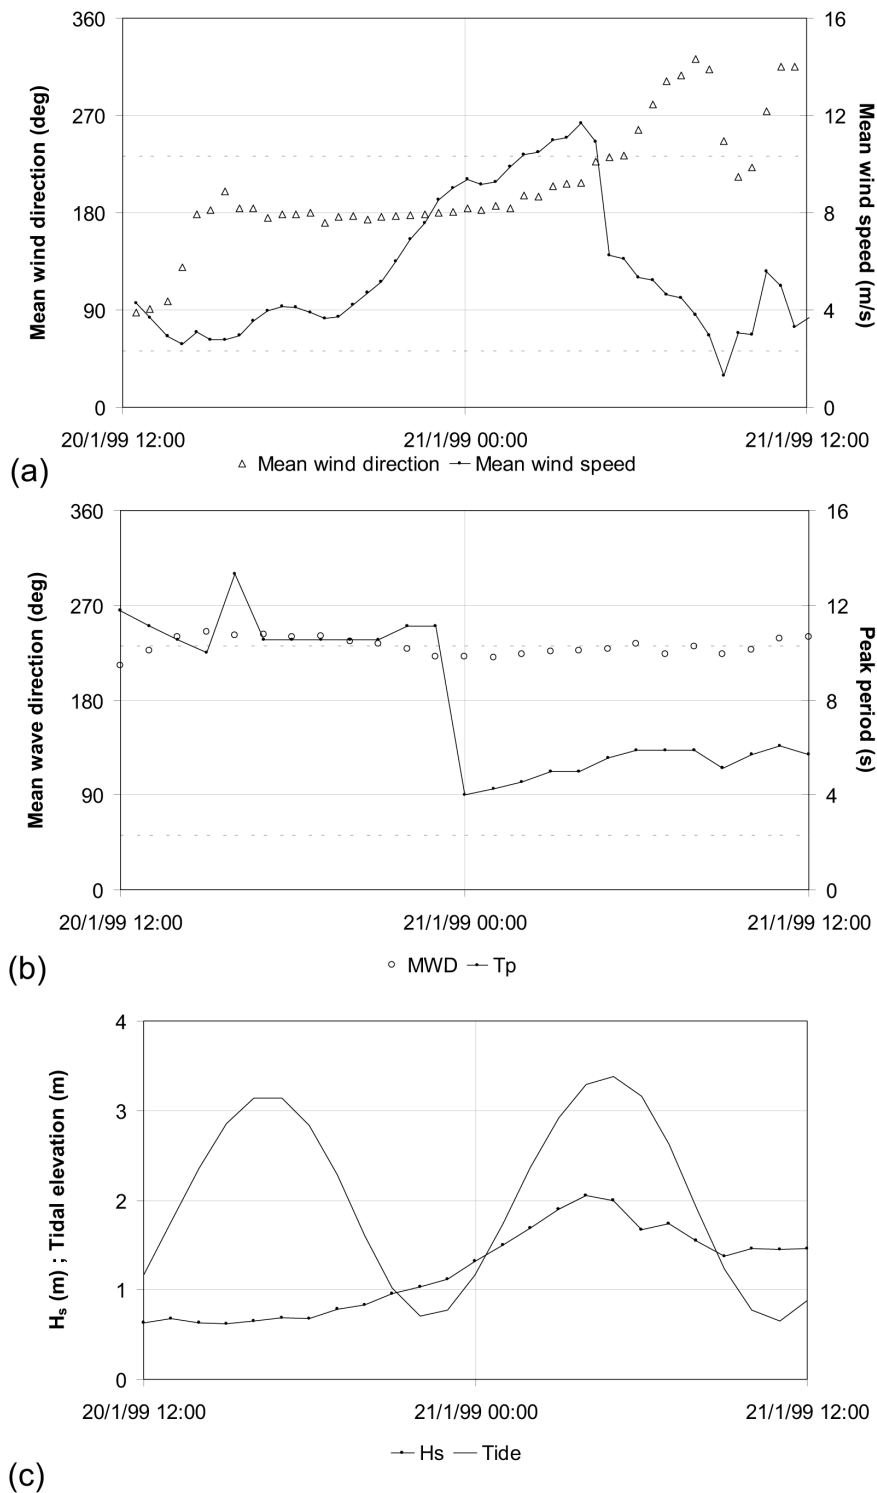 360
270
180
90
0
Mean wind direction (deg)
16
12
8
4
0
Mean wind speed (m/s)
20/1/99 12:00 21/1/99 00:00 21/1/99 12:00
Mean wind direction Mean wind speed
(a)
360
270
180
90
0
Mean wave direction (deg)
16
12
8
4
0
Peak period (s)
20/1/99 12:00 21/1/99 00:00 21/1/99 12:00
MWD Tp
(b)
4
3
2
1
0
Hs (m) ; Tidal elevation (m)
20/1/99 12:00 21/1/99 00:00 21/1/99 12:00
Hs Tide
(c)